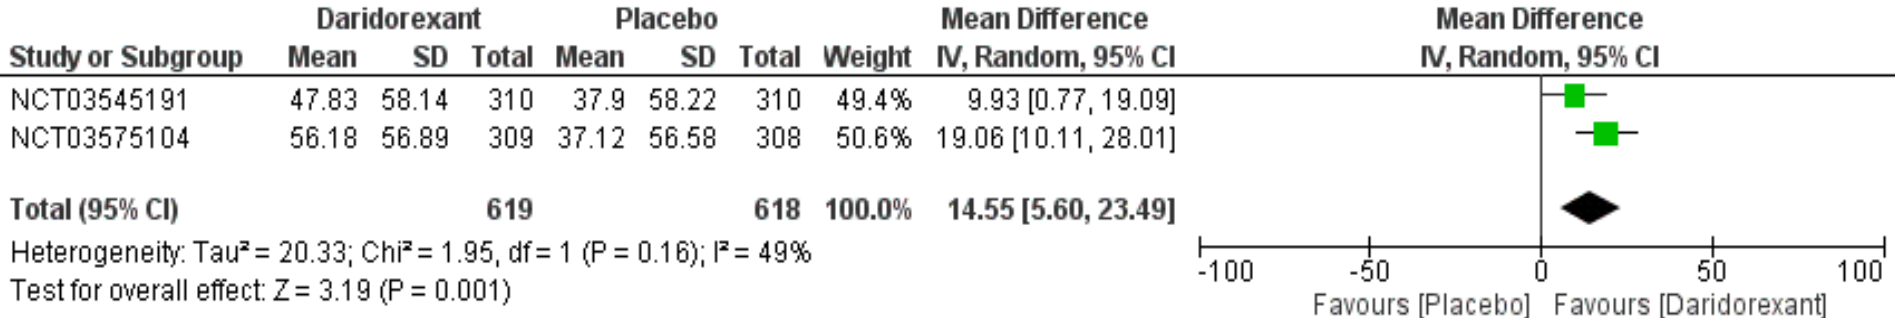 Daridorexant Placebo Mean Difference Mean Difference
Study or Subgroup Mean SD Total Mean SD Total Weight IV, Random, 95% CI IV, Random, 95% CI
NCT03545191 47.83 58.14 310 37.9 58.22 310 49.4% 9.93 [0.77, 19.09]
NCT03575104 56.18 56.89 309 37.12 56.58 308 50.6% 19.06 [10.11, 28.01]
Total (95% CI) 619 618 100.0% 14.55 [5.60, 23.49]
Heterogeneity: Tau² = 20.33; Chi² = 1.95, df = 1 (P = 0.16); I² = 49%
Test for overall effect: Z = 3.19 (P = 0.001)
-100 -50 0 50 100
Favours [Placebo] Favours [Daridorexant]